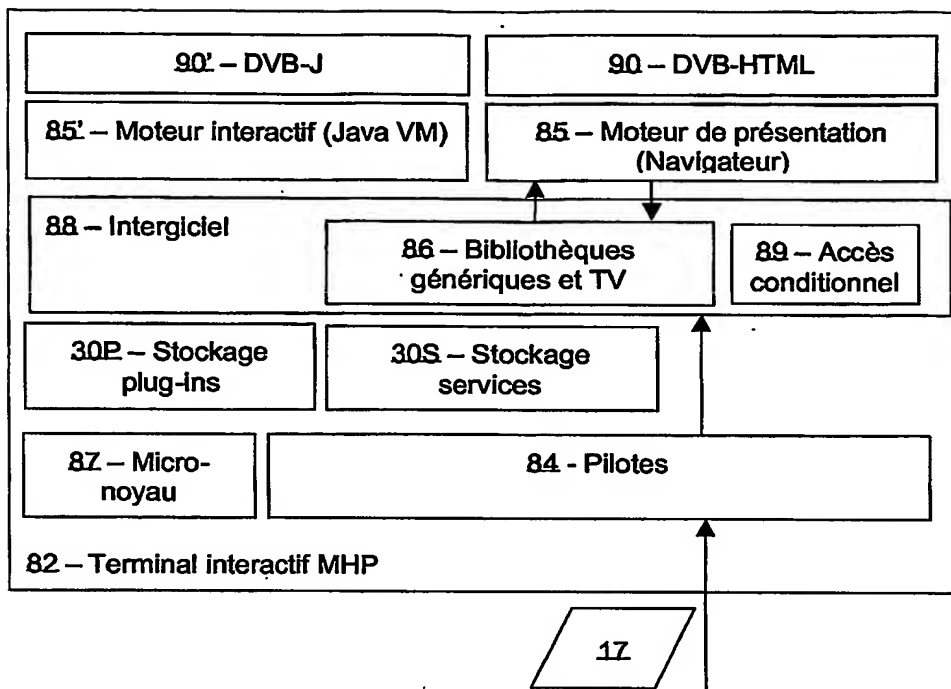 90' – DVB-J
90 – DVB-HTML
85' – Moteur interactif (Java VM)
85 – Moteur de présentation
(Navigateur)
88 – Intergiciel
86 – Bibliothèques
génériques et TV
89 – Accès
conditionnel
30P – Stockage
plug-ins
30S – Stockage
services
87 – Micro-
noyau
84 - Pilotes
82 – Terminal interactif MHP
17